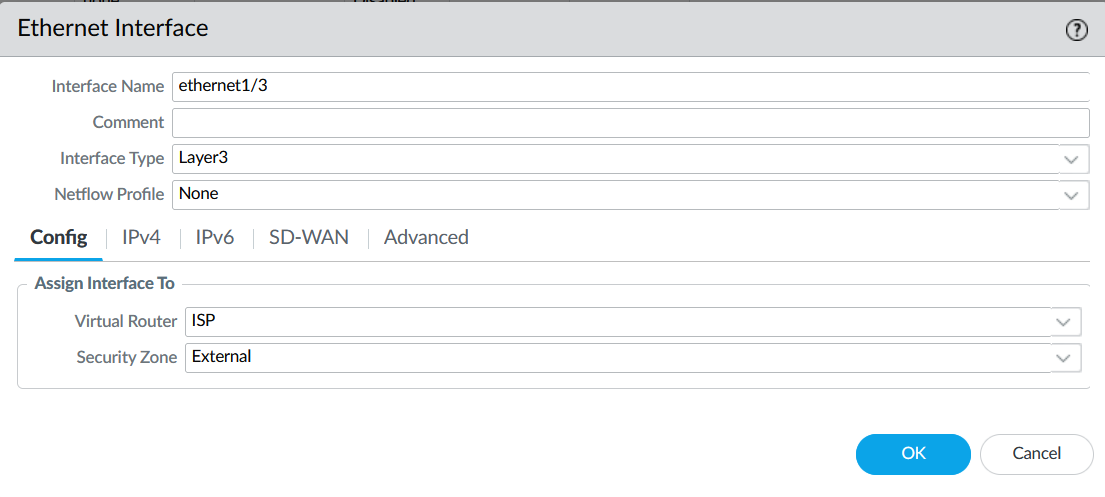 Ethernet Interface
?
Interface Name ethernet1/3
Comment
Interface Type Layer3
Netflow Profile None
Config IPv4 IPv6 SD-WAN Advanced
Assign Interface To
Virtual Router ISP
Security Zone External
OK Cancel